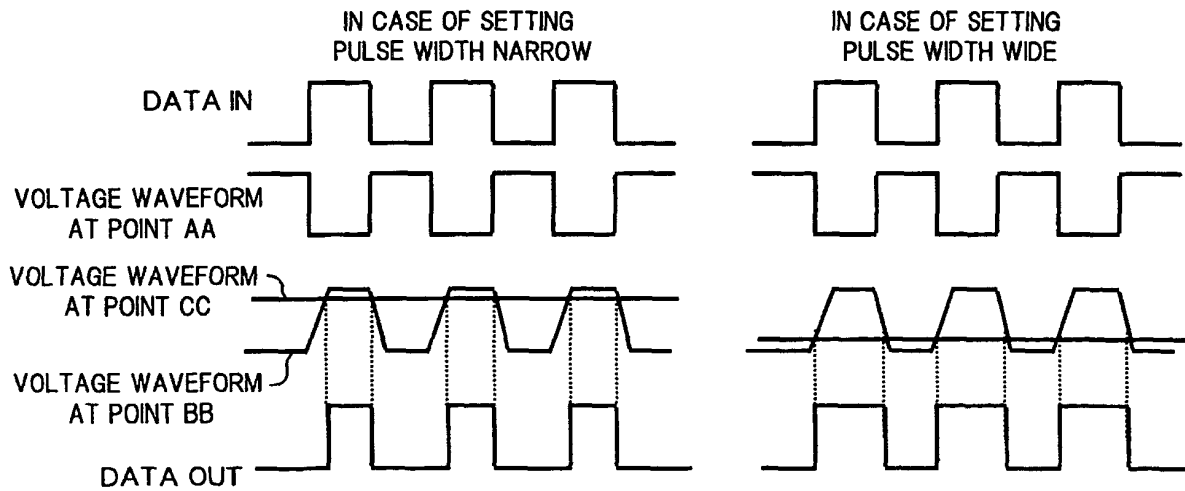 IN CASE OF SETTING
PULSE WIDTH NARROW
IN CASE OF SETTING
PULSE WIDTH WIDE
DATA IN
VOLTAGE WAVEFORM
AT POINT AA
VOLTAGE WAVEFORM
AT POINT CC
VOLTAGE WAVEFORM
AT POINT BB
DATA OUT